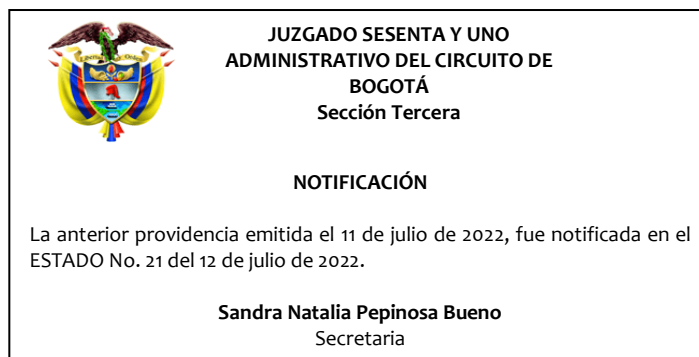 JUZGADO SESENTA Y UNO
ADMINISTRATIVO DEL CIRCUITO DE
BOGOTÁ
Sección Tercera
NOTIFICACIÓN
La anterior providencia emitida el 11 de julio de 2022, fue notificada en el
ESTADO No. 21 del 12 de julio de 2022.
Sandra Natalia Pepinosa Bueno
Secretaria